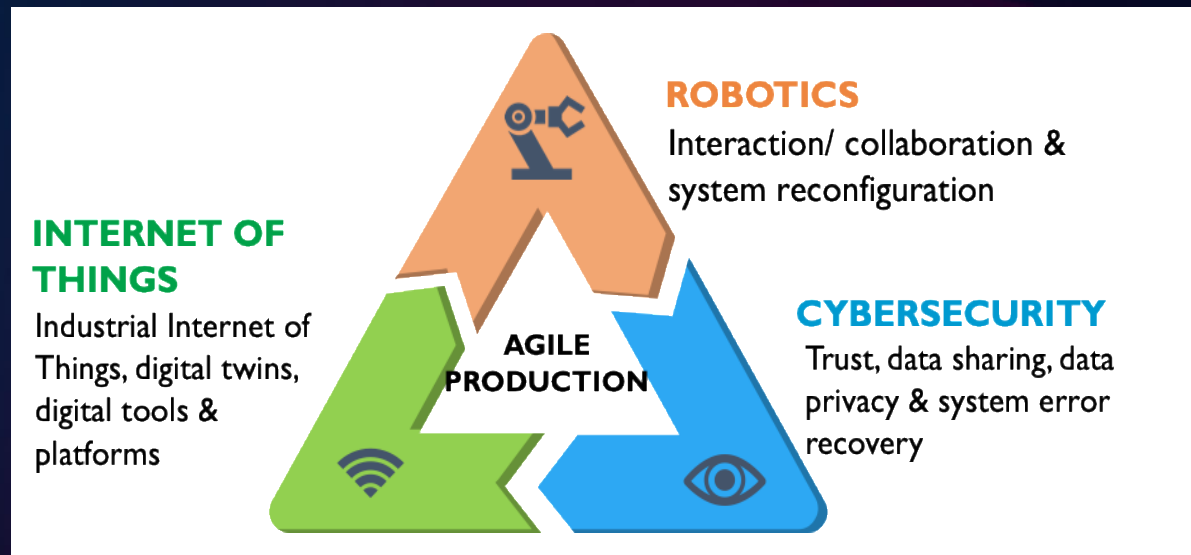 ROBOTICS
Interaction/ collaboration &
system reconfiguration
INTERNET OF
THINGS
Industrial Internet of
Things, digital twins,
digital tools &
platforms
AGILE
PRODUCTION
CYBERSECURITY
Trust, data sharing, data
privacy & system error
recovery